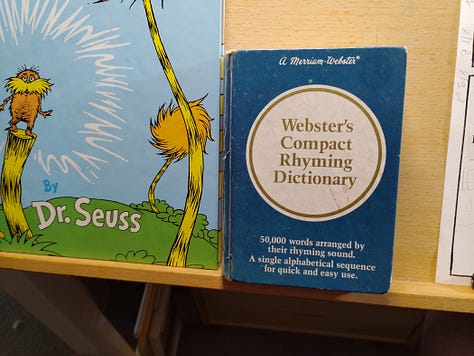 By
Dr. Seuss
A Merriam-Webster®
Webster's
Compact
Rhyming
Dictionary
50,000 words arranged by
their rhyming sound.
A single alphabetical sequence
for quick and easy use.